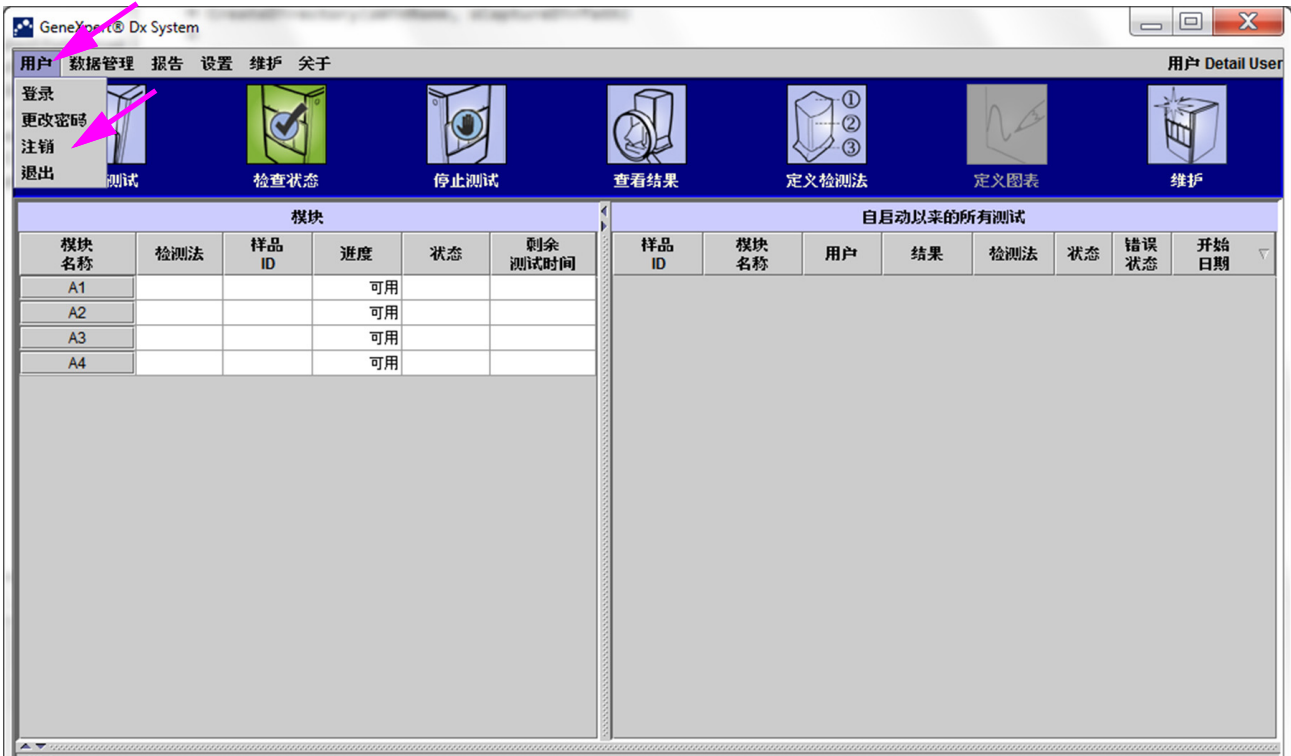 GeneXpert® Dx System
用户 数据管理 报告 设置 维护 关于
用户 Detail User
登录
更改密码
注销
退出
测试
检查状态
停止测试
查看结果
定义检测法
定义图表
维护
模块
自启动以来的所有测试
模块名称 检测法 样品ID 进度 状态 剩余测试时间
样品ID 模块名称 用户 结果 检测法 状态 错误状态 开始日期
A1 可用
A2 可用
A3 可用
A4 可用